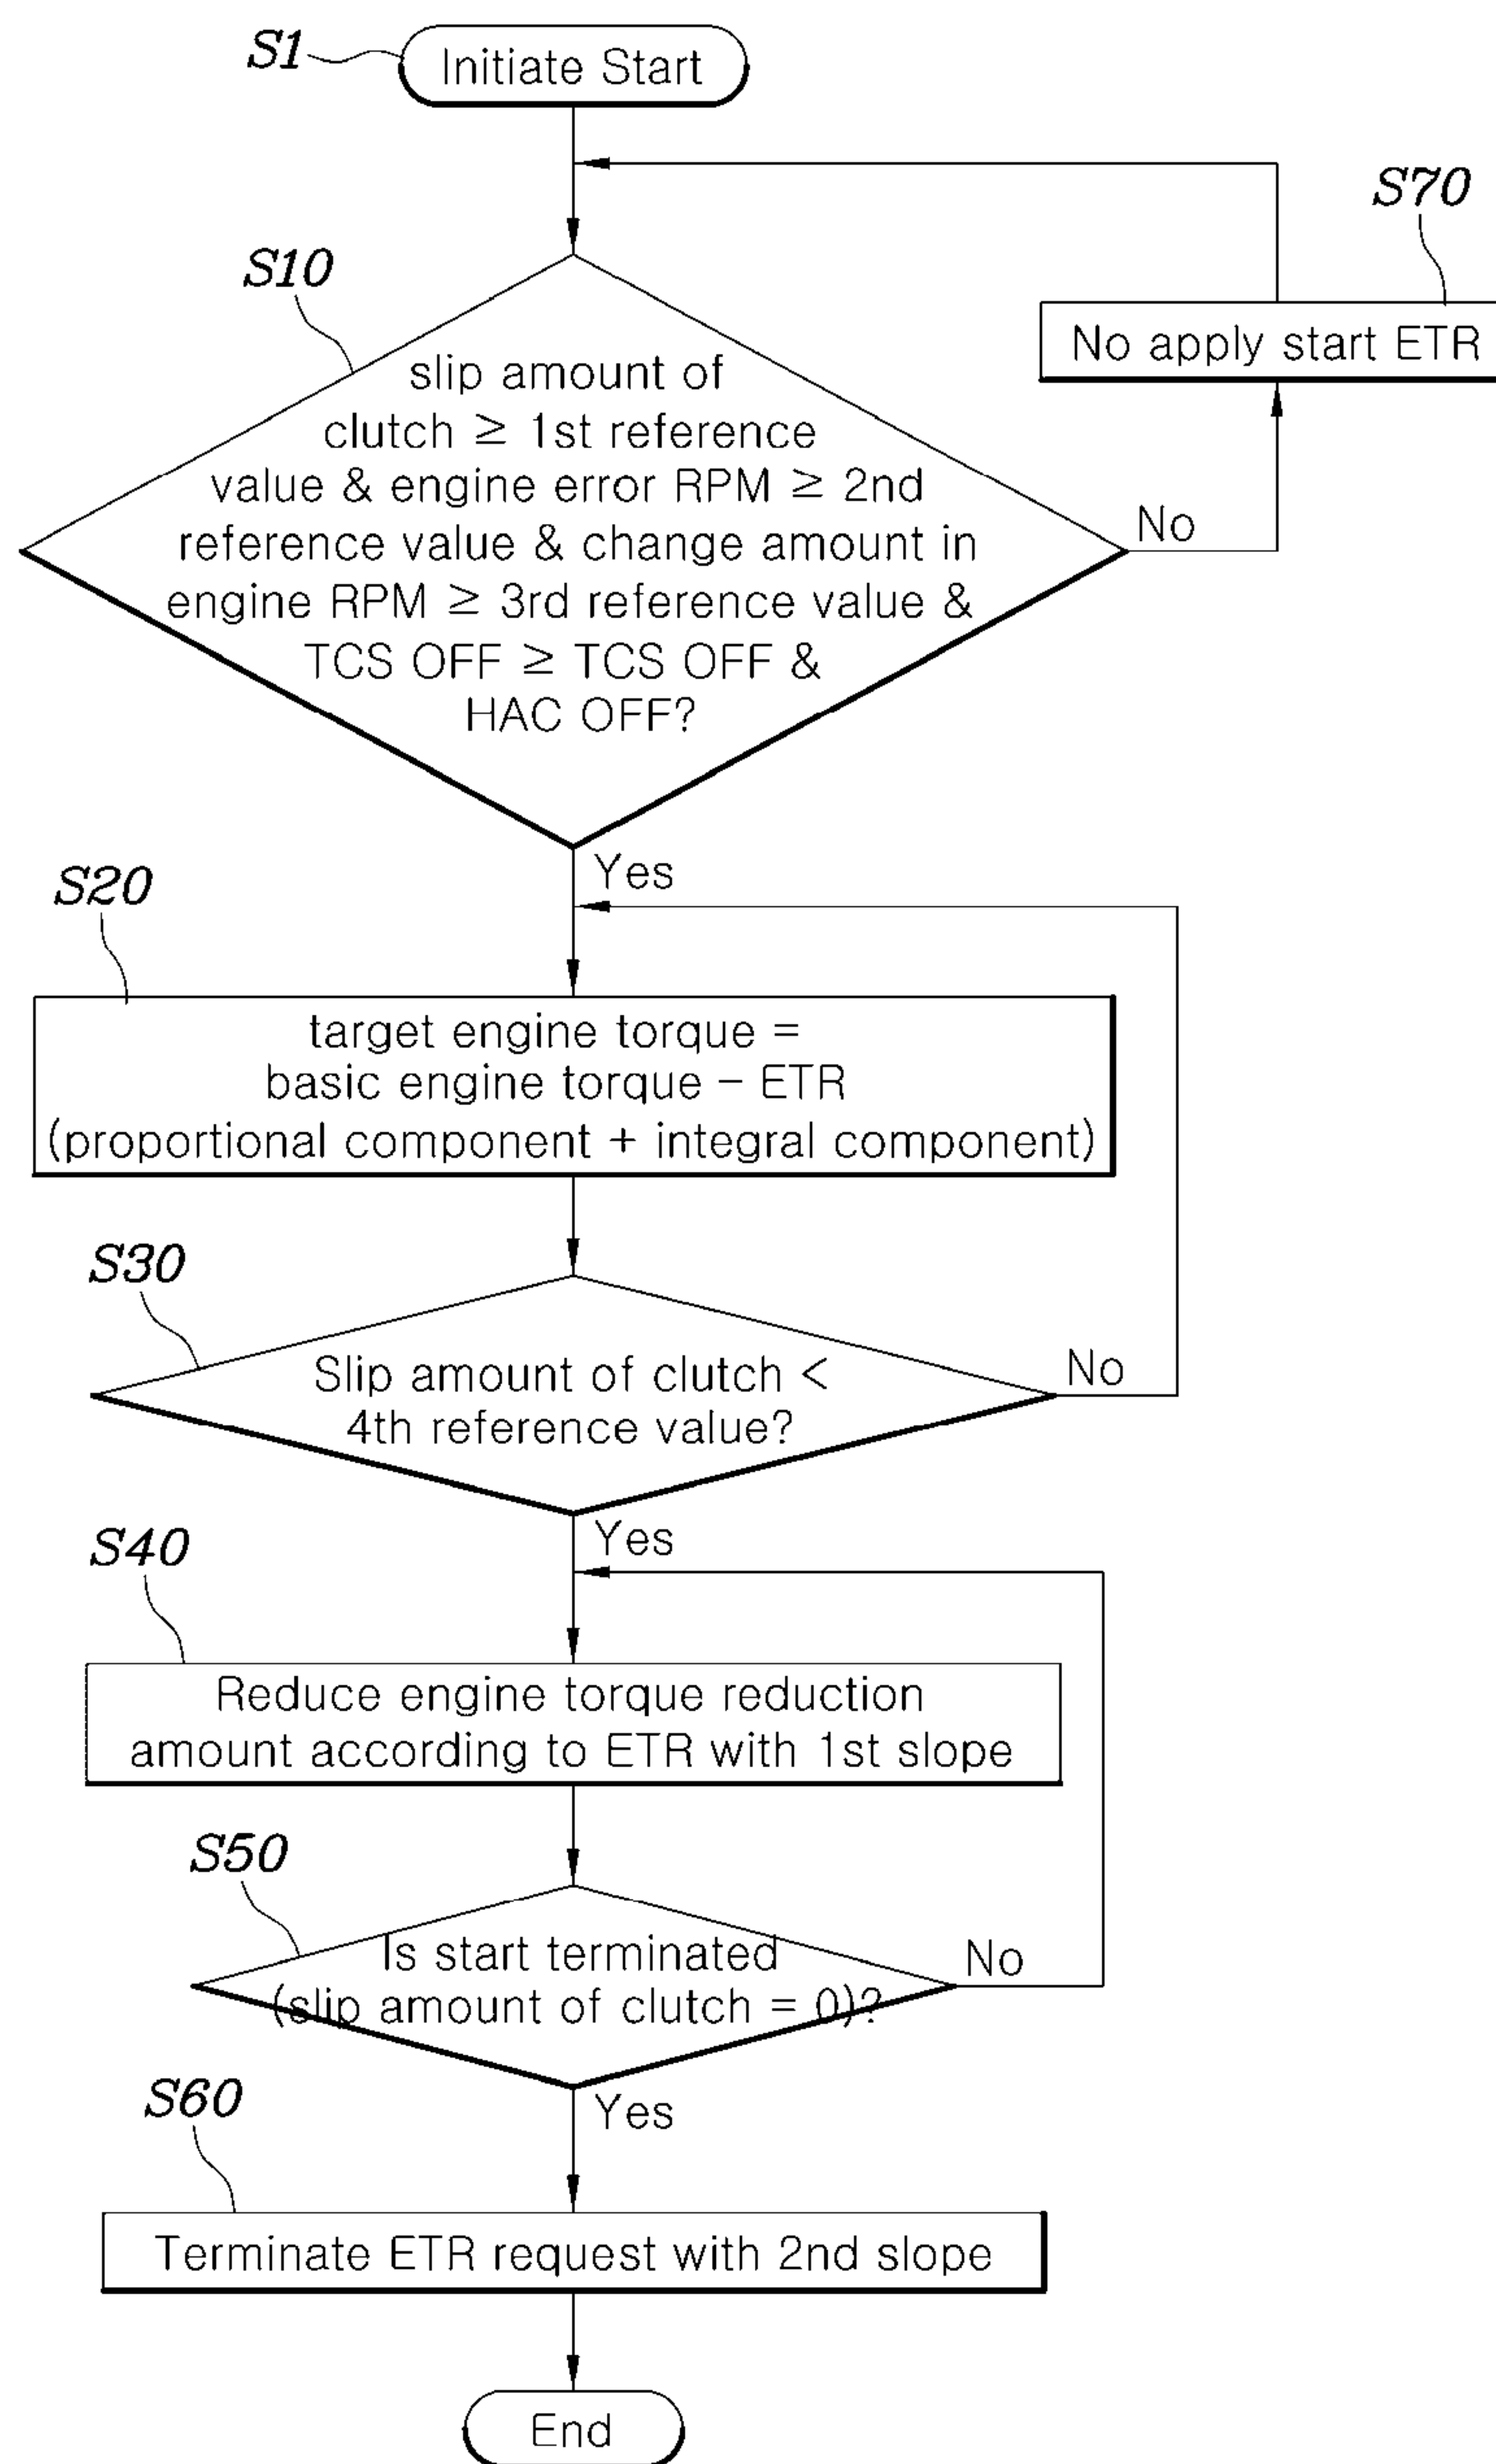 S1
Initiate Start
S70
No apply start ETR
S10
slip amount of
clutch ≥ 1st reference
value & engine error RPM ≥ 2nd
reference value & change amount in
engine RPM ≥ 3rd reference value &
TCS OFF ≥ TCS OFF &
HAC OFF?
No
Yes
S20
target engine torque =
basic engine torque − ETR
(proportional component + integral component)
S30
Slip amount of clutch <
4th reference value?
No
Yes
S40
Reduce engine torque reduction
amount according to ETR with 1st slope
S50
Is start terminated
(slip amount of clutch = 0)?
No
Yes
S60
Terminate ETR request with 2nd slope
End